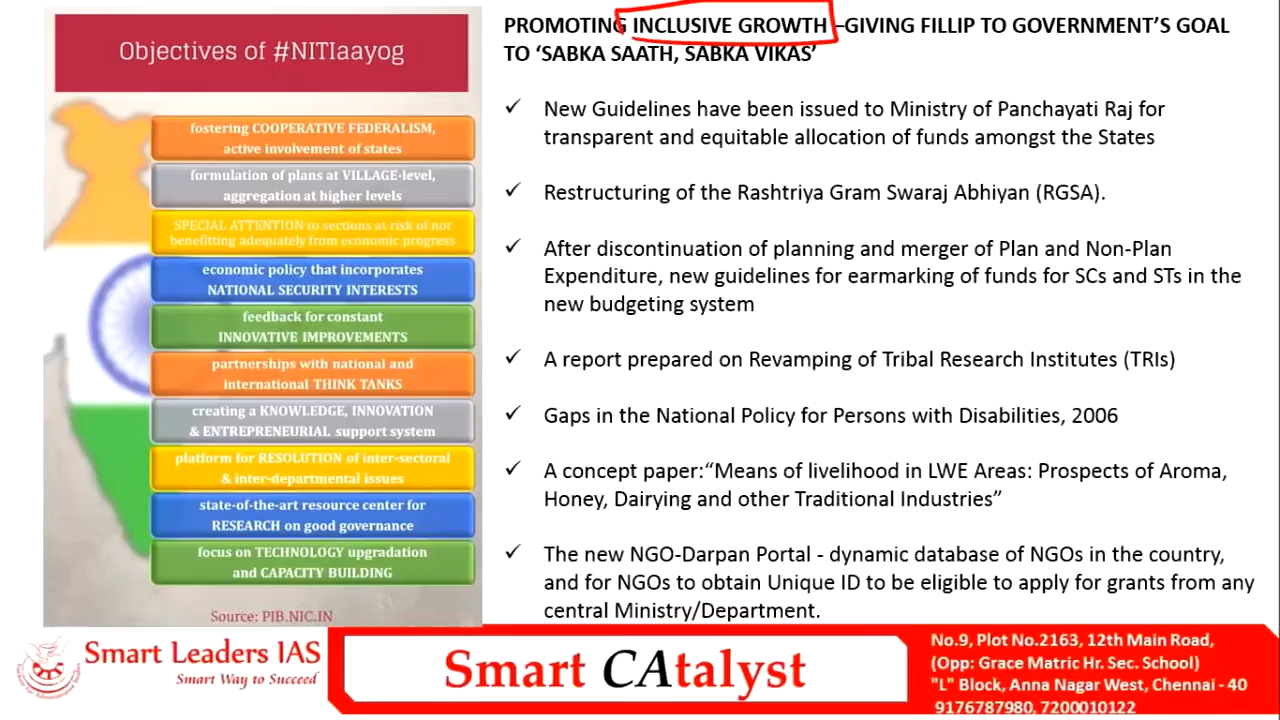 Objectives of #NITIaayog
fostering COOPERATIVE FEDERALISM,
active involvement of states
formulation of plans at VILLAGE-level,
aggregation at higher levels
SPECIAL ATTENTION to sections at risk of not
benefitting adequately from economic progress
economic policy that incorporates
NATIONAL SECURITY INTERESTS
feedback for constant
INNOVATIVE IMPROVEMENTS
partnerships with national and
international THINK TANKS
creating a KNOWLEDGE, INNOVATION
& ENTREPRENEURIAL support system
platform for RESOLUTION of inter-sectoral
& inter-departmental issues
state-of-the-art resource center for
RESEARCH on good governance
focus on TECHNOLOGY upgradation
and CAPACITY BUILDING
Source: PIB.NIC.IN
PROMOTING INCLUSIVE GROWTH –GIVING FILLIP TO GOVERNMENT’S GOAL
TO ‘SABKA SAATH, SABKA VIKAS’
✓ New Guidelines have been issued to Ministry of Panchayati Raj for
transparent and equitable allocation of funds amongst the States
✓ Restructuring of the Rashtriya Gram Swaraj Abhiyan (RGSA).
✓ After discontinuation of planning and merger of Plan and Non-Plan
Expenditure, new guidelines for earmarking of funds for SCs and STs in the
new budgeting system
✓ A report prepared on Revamping of Tribal Research Institutes (TRIs)
✓ Gaps in the National Policy for Persons with Disabilities, 2006
✓ A concept paper:“Means of livelihood in LWE Areas: Prospects of Aroma,
Honey, Dairying and other Traditional Industries”
✓ The new NGO-Darpan Portal - dynamic database of NGOs in the country,
and for NGOs to obtain Unique ID to be eligible to apply for grants from any
central Ministry/Department.
Smart Leaders IAS
Smart Way to Succeed
Smart CAtalyst
No.9, Plot No.2163, 12th Main Road,
(Opp: Grace Matric Hr. Sec. School)
"L" Block, Anna Nagar West, Chennai - 40
9176787980, 7200010122